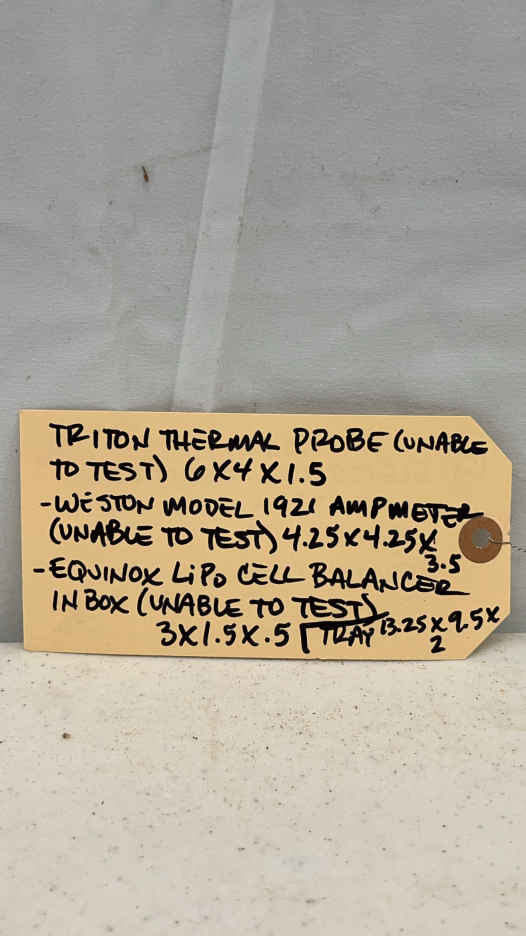 TRITON THERMAL PROBE (UNABLE
TO TEST) 6X4X1.5
-WESTON MODEL 1921 AMPMETER
(UNABLE TO TEST) 4.25X4.25X
3.5
-EQUINOX LiPo CELL BALANCER
IN BOX (UNABLE TO TEST)
3X1.5X.5 TRAY 13.25X9.5X
2